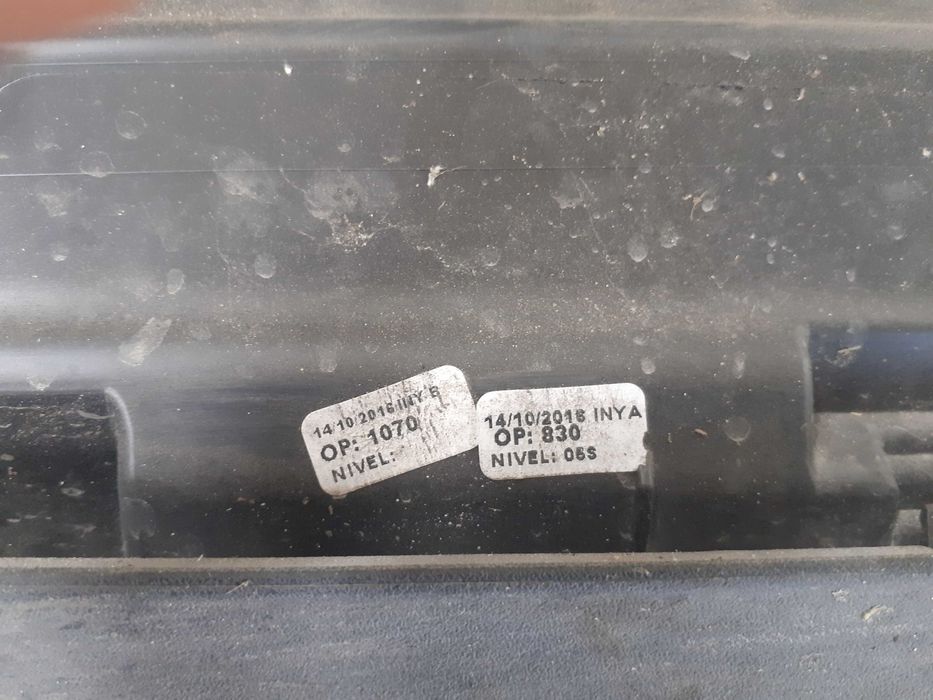 14/10/2016 INY B
OP: 1070
NIVEL:
14/10/2016 INYA
OP: 830
NIVEL: 05S